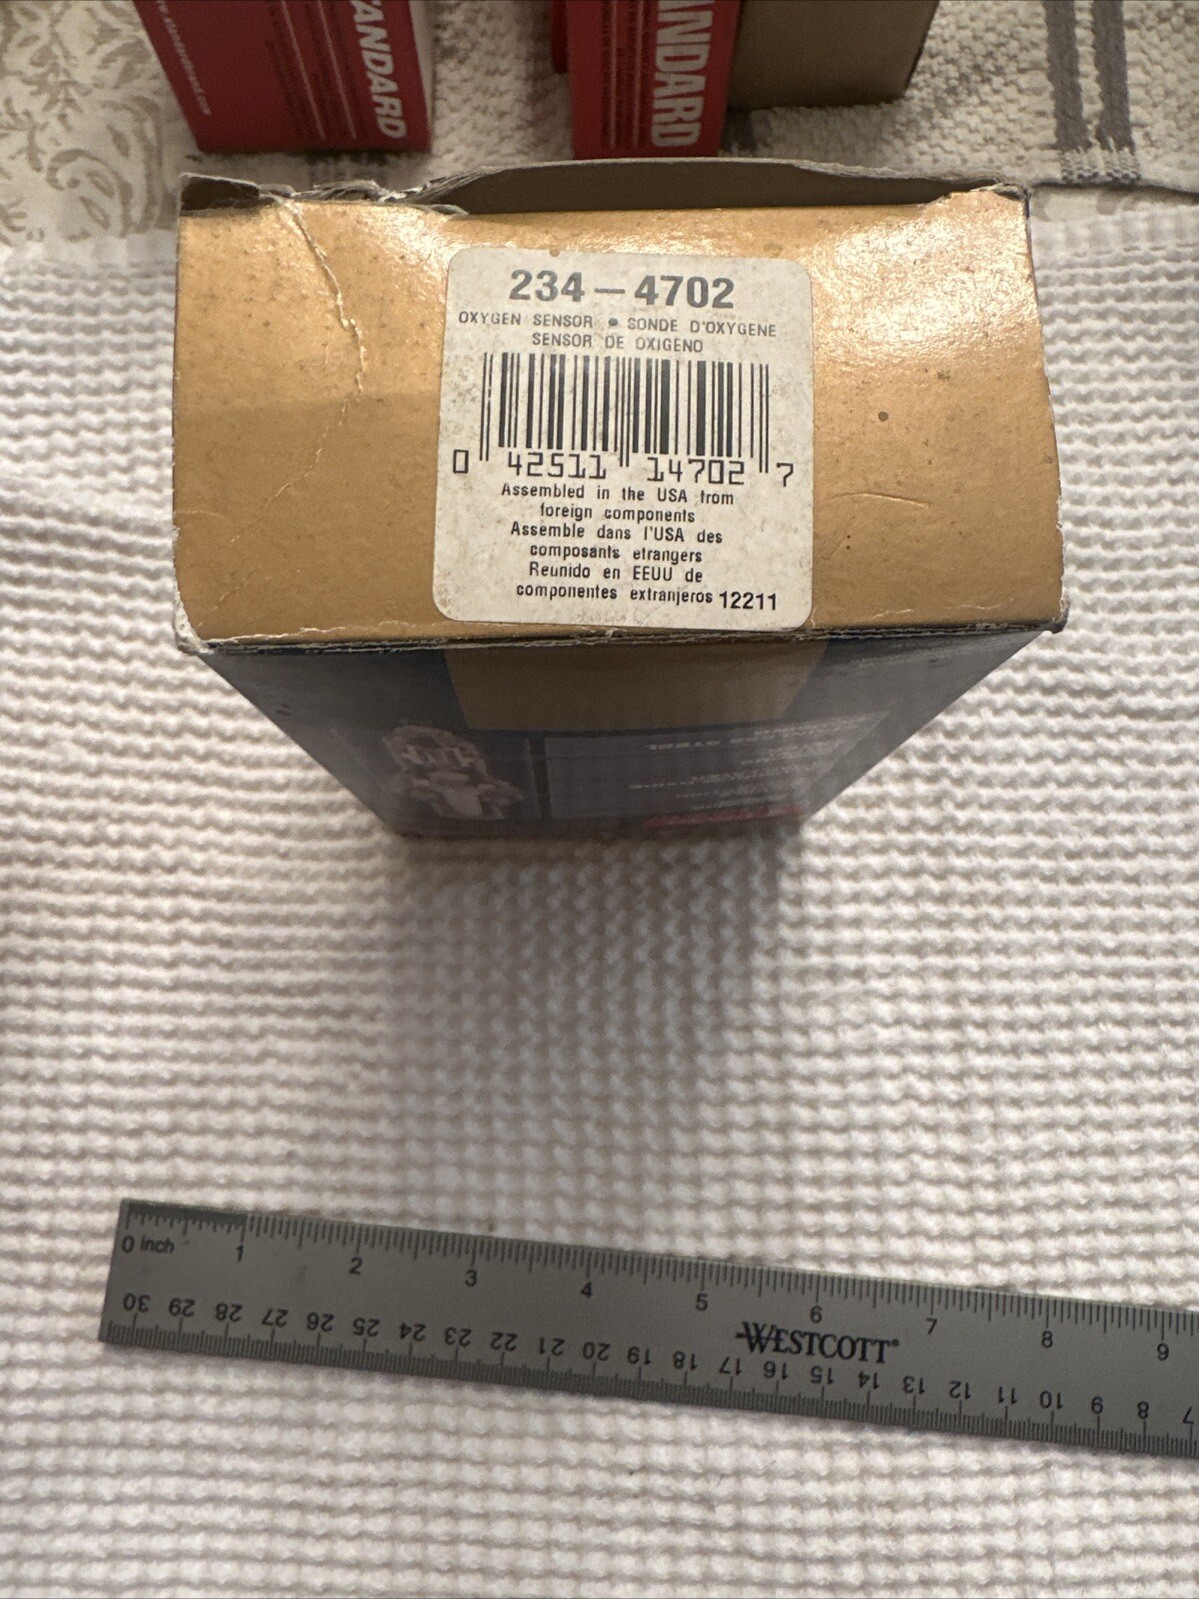 STANDARD
STANDARD
234-4702
OXYGEN SENSOR • SONDE D'OXYGENE
SENSOR DE OXIGENO
0 42511 14702 7
Assembled in the USA from
foreign components
Assemble dans l'USA des
composants etrangers
Reunido en EEUU de
componentes extranjeros 12211
0 inch 1 2 3 4 5 6 7 8 9
WESTCOTT®
30 29 28 27 26 25 24 23 22 21 20 19 18 17 16 15 14 13 12 11 10 9 8 7